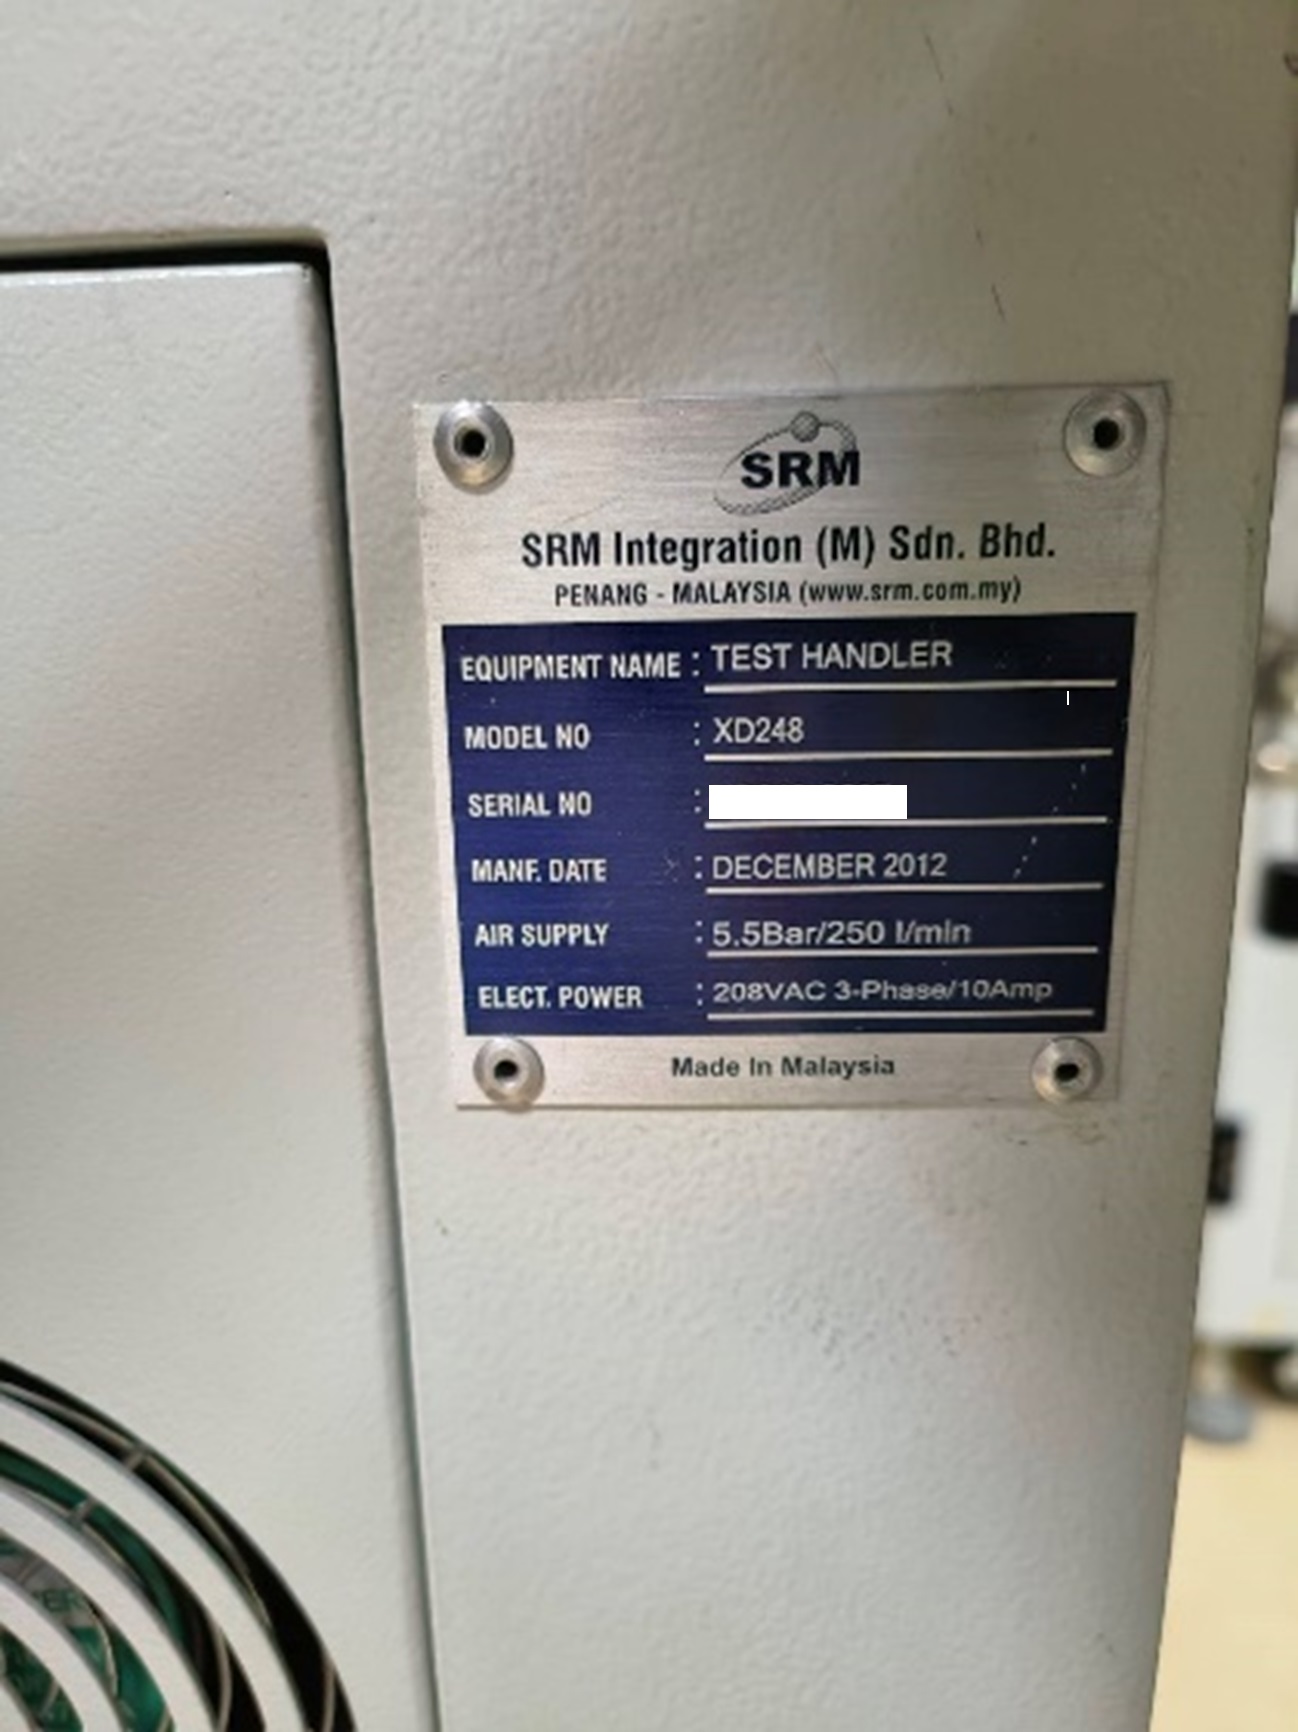 SRM
SRM Integration (M) Sdn. Bhd.
PENANG - MALAYSIA (www.srm.com.my)
EQUIPMENT NAME : TEST HANDLER
MODEL NO : XD248
SERIAL NO :
MANF. DATE : DECEMBER 2012
AIR SUPPLY : 5.5Bar/250 l/min
ELECT. POWER : 208VAC 3-Phase/10Amp
Made In Malaysia